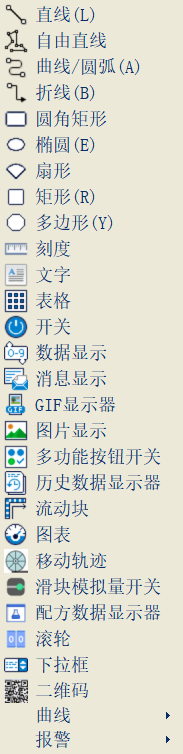 直线(L)
自由直线
曲线/圆弧(A)
折线(B)
圆角矩形
椭圆(E)
扇形
矩形(R)
多边形(Y)
刻度
文字
表格
开关
数据显示
消息显示
GIF显示器
图片显示
多功能按钮开关
历史数据显示器
流动块
图表
移动轨迹
滑块模拟量开关
配方数据显示器
滚轮
下拉框
二维码
曲线
报警